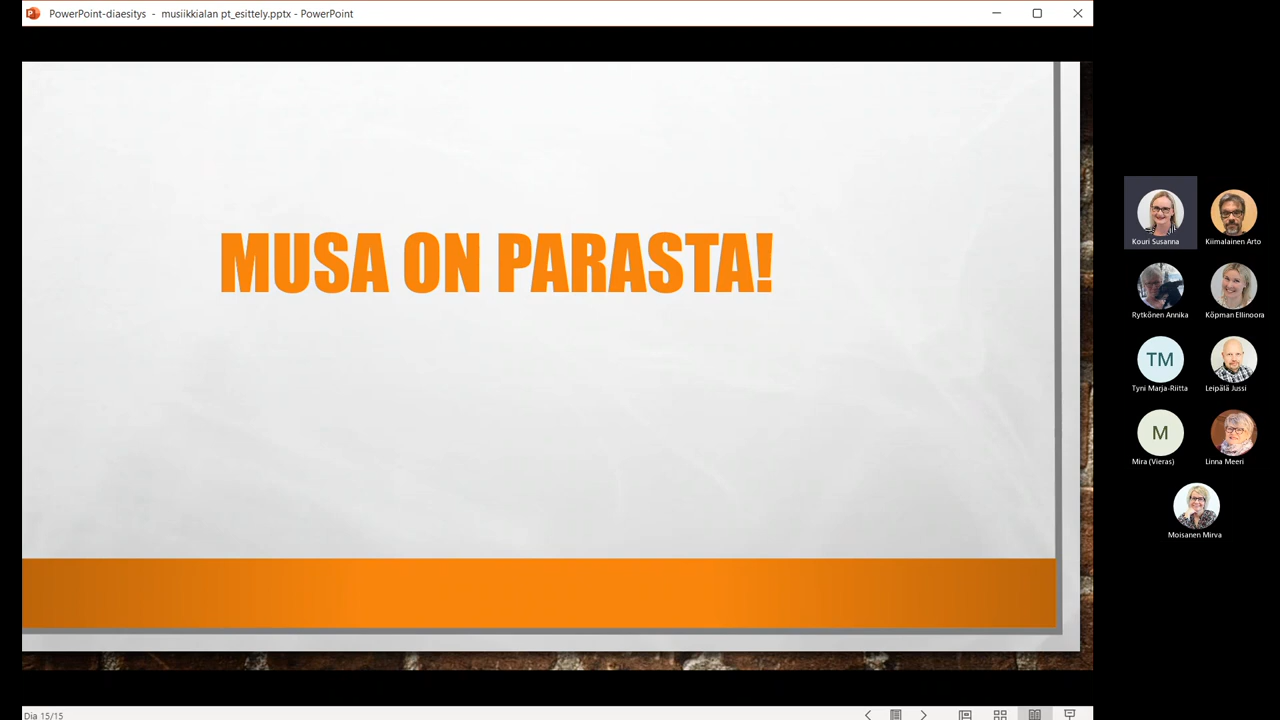 PowerPoint-diaesitys - musiikkialan pt_esittely.pptx - PowerPoint
MUSA ON PARASTA!
Kouri Susanna
Kiimalainen Arto
Rytkönen Annika
Köpman Ellinoora
TM
Tyni Marja-Riitta
Leipälä Jussi
M
Mira (Vieras)
Linna Meeri
Moisanen Mirva
Dia 15/15